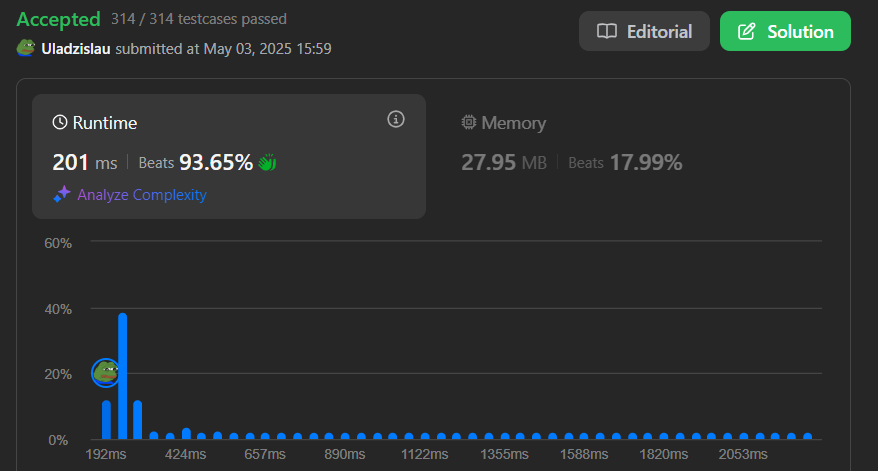 Accepted 314 / 314 testcases passed
Editorial
Solution
Uladzislau submitted at May 03, 2025 15:59
Runtime
Memory
201 ms Beats 93.65%
27.95 MB Beats 17.99%
Analyze Complexity
60%
40%
20%
0%
192ms 424ms 657ms 890ms 1122ms 1355ms 1588ms 1820ms 2053ms